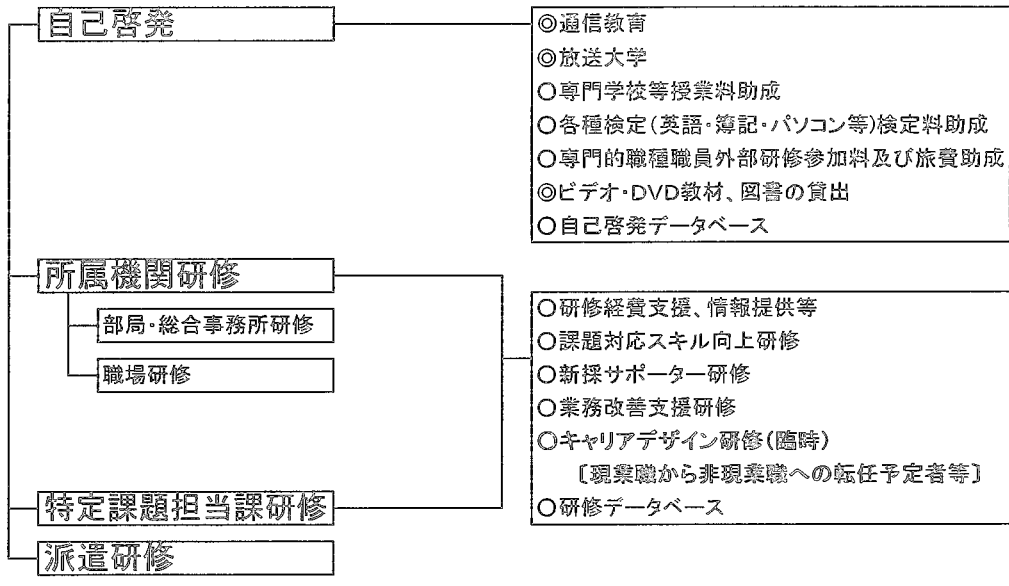 自己啓発
◎通信教育
◎放送大学
○専門学校等授業料助成
○各種検定(英語・簿記・パソコン等)検定料助成
○専門的職種職員外部研修参加料及び旅費助成
◎ビデオ・DVD教材、図書の貸出
○自己啓発データベース
所属機関研修
部局・総合事務所研修
職場研修
特定課題担当課研修
○研修経費支援、情報提供等
○課題対応スキル向上研修
○新採サポーター研修
○業務改善支援研修
○キャリアデザイン研修(臨時)
〔現業職から非現業職への転任予定者等〕
○研修データベース
派遣研修